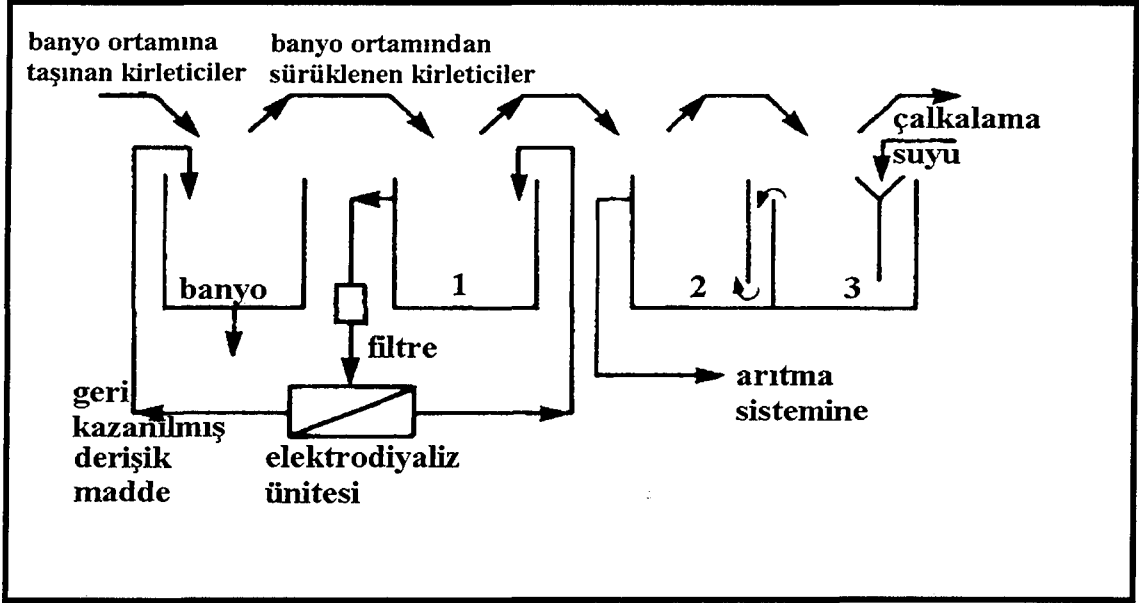 banyo ortamına
taşınan kirleticiler
banyo ortamından
sürüklenen kirleticiler
çalkalama
suyu
banyo
1
2
3
filtre
geri
kazanılmış
derişik
madde
elektrodiyaliz
ünitesi
arıtma
sistemine